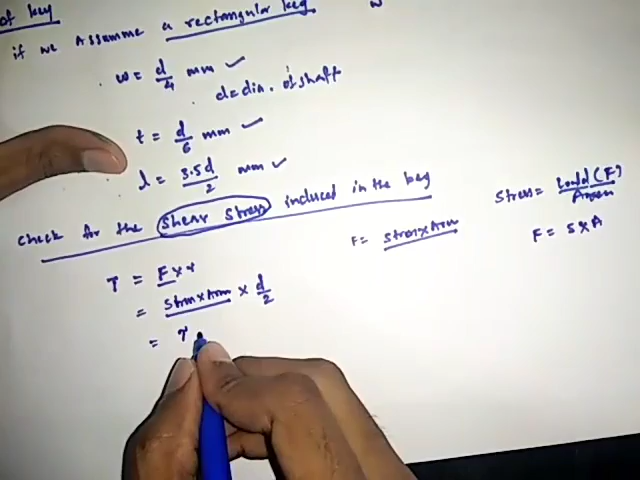 of key
if we Assumme a rectangular key
w = d/4 mm ✓
d = dia. of shaft
t = d/6 mm ✓
l = 3.5d/2 mm ✓
check for the shear stress induced in the key
Stress = Load (F)/Area
F = stress x Area
F = S x A
T = F x r
= stress x Area x d/2
= τ